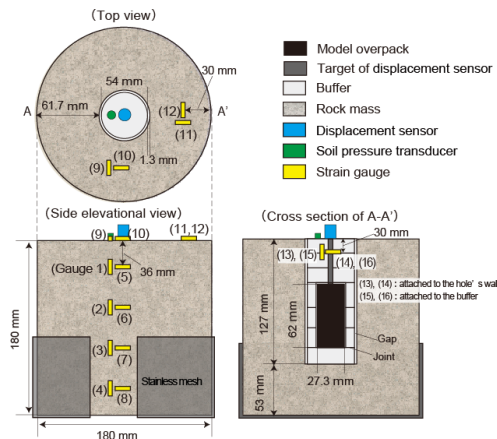 (Top view)
54 mm
30 mm
A
61.7 mm
(12)
A'
(11)
(10)
(9)
1.3 mm
Model overpack
Target of displacement sensor
Buffer
Rock mass
Displacement sensor
Soil pressure transducer
Strain gauge
(Side elevational view)
(9)
(10)
(11,12)
(Gauge 1)
(5)
36 mm
(2)
(6)
(3)
(7)
(4)
(8)
Stainless mesh
180 mm
180 mm
(Cross section of A-A')
30 mm
(13, (15)
(14), (16)
(13), (14) : attached to the hole's wal
(15), (16) : attached to the buffer
127 mm
62 mm
Gap
Joint
27.3 mm
53 mm